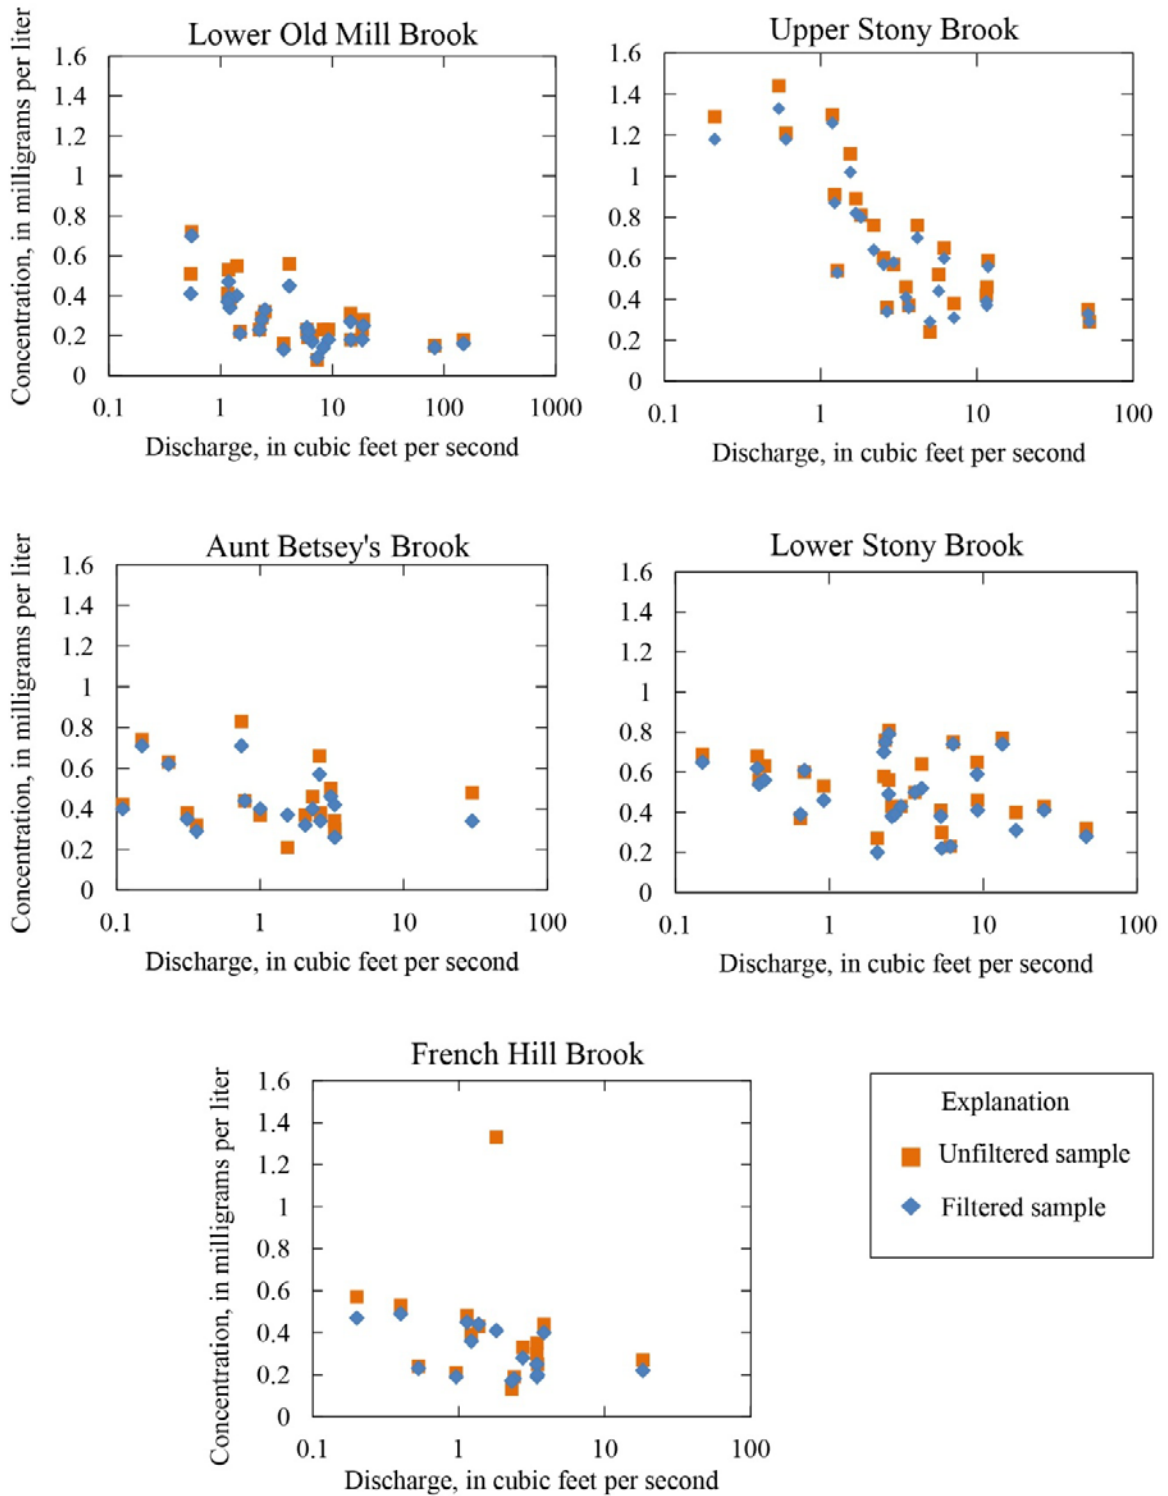 Lower Old Mill Brook
Concentration, in milligrams per liter
1.6
1.4
1.2
1
0.8
0.6
0.4
0.2
0
0.1 1 10 100 1000
Discharge, in cubic feet per second
Upper Stony Brook
1.6
1.4
1.2
1
0.8
0.6
0.4
0.2
0
0.1 1 10 100
Discharge, in cubic feet per second
Aunt Betsey's Brook
Concentration, in milligrams per liter
1.6
1.4
1.2
1
0.8
0.6
0.4
0.2
0
0.1 1 10 100
Discharge, in cubic feet per second
Lower Stony Brook
1.6
1.4
1.2
1
0.8
0.6
0.4
0.2
0
0.1 1 10 100
Discharge, in cubic feet per second
French Hill Brook
Concentration, in milligrams per liter
1.6
1.4
1.2
1
0.8
0.6
0.4
0.2
0
0.1 1 10 100
Discharge, in cubic feet per second
Explanation
Unfiltered sample
Filtered sample